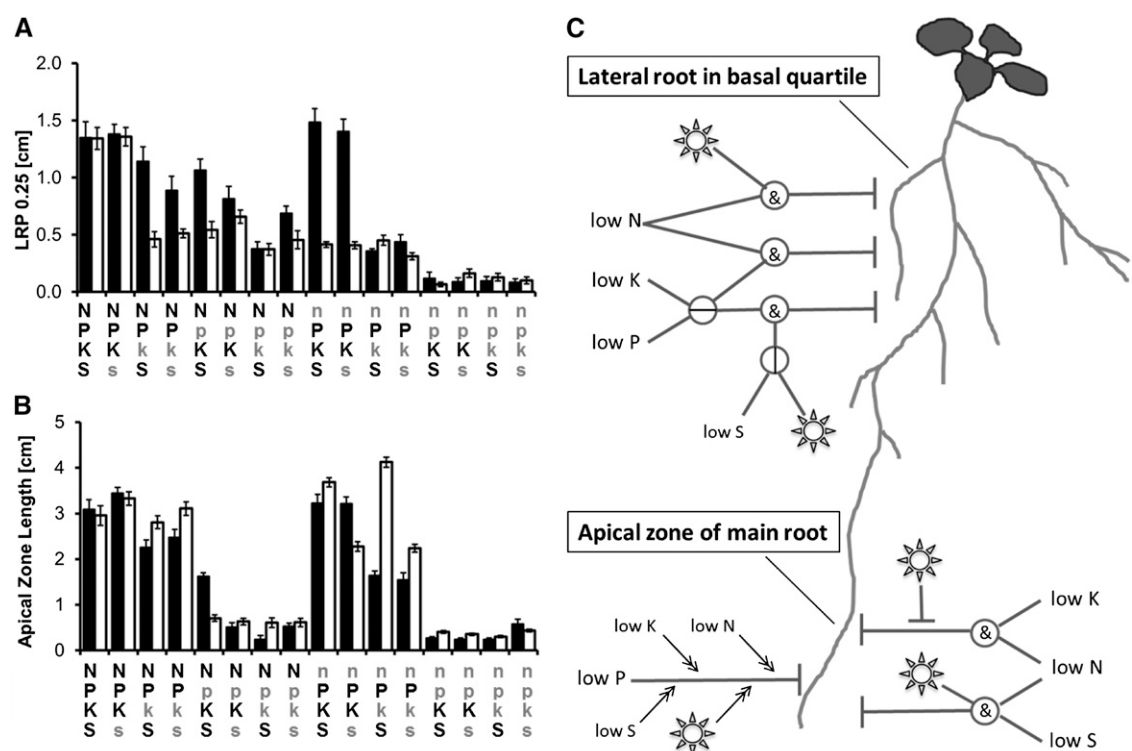 A
LRP 0.25 [cm]
2.0
1.5
1.0
0.5
0.0
N N N N N N N N n n n n n n n n
P P P P p p p p P P P P p p p p
K K k k K K k k K K k k K K k k
S s S s S s S s S s S s S s S s
B
Apical Zone Length [cm]
5
4
3
2
1
0
N N N N N N N N n n n n n n n n
P P P P p p p p P P P P p p p p
K K k k K K k k K K k k K K k k
S s S s S s S s S s S s S s S s
C
Lateral root in basal quartile
&
low N
&
low K
&
low P
low S
Apical zone of main root
low K
low N
low P
low S
low K
&
low N
&
low S